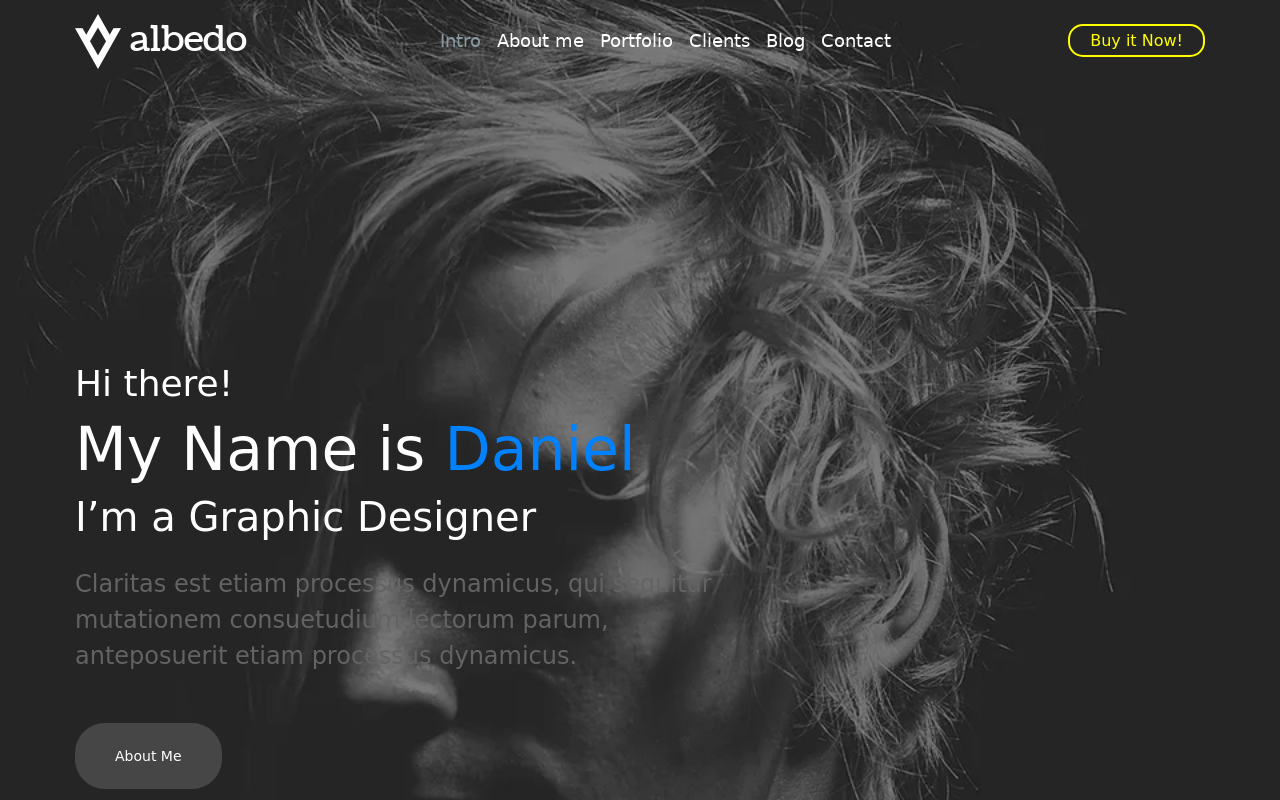 albedo
Intro About me Portfolio Clients Blog Contact
Buy it Now!
Hi there!
My Name is Daniel
I’m a Graphic Designer
Claritas est etiam processus dynamicus, qui sequitur
mutationem consuetudium lectorum parum,
anteposuerit etiam processus dynamicus.
About Me